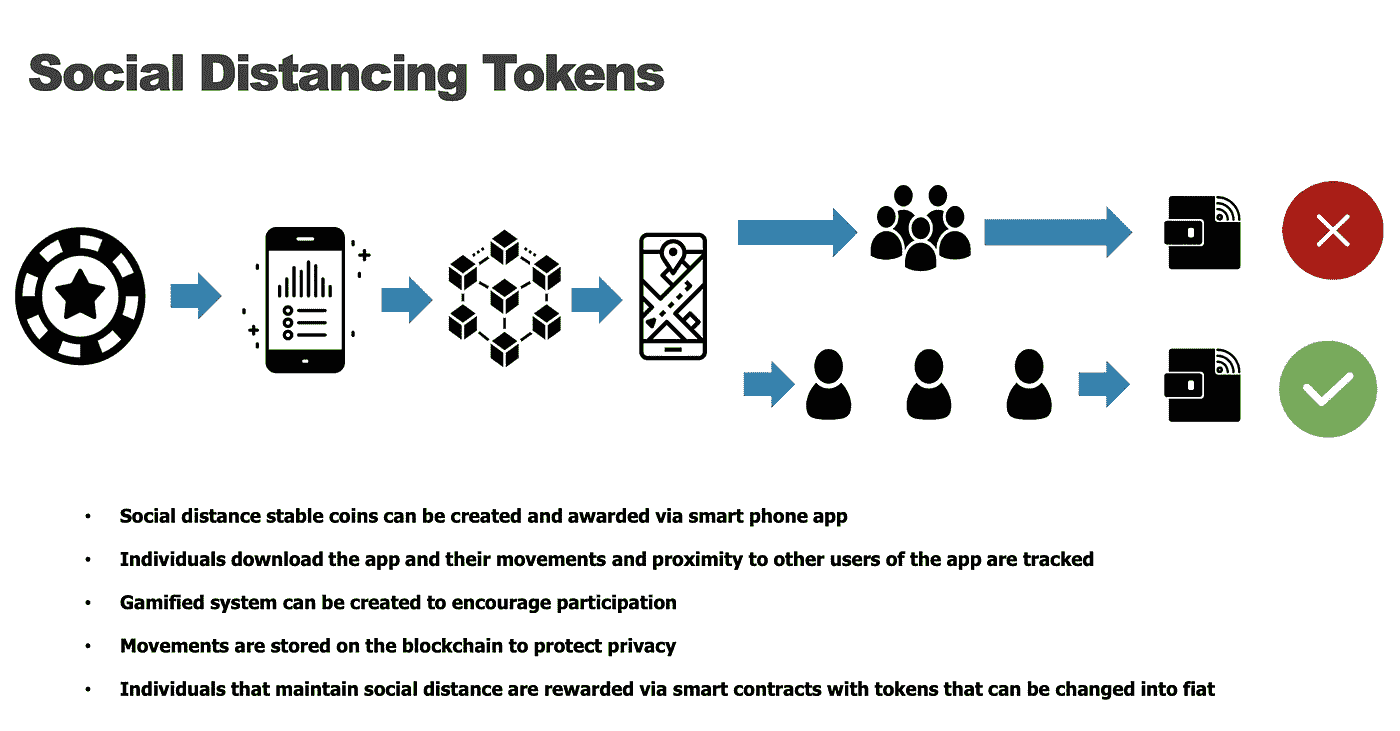 Social Distancing Tokens
• Social distance stable coins can be created and awarded via smart phone app
• Individuals download the app and their movements and proximity to other users of the app are tracked
• Gamified system can be created to encourage participation
• Movements are stored on the blockchain to protect privacy
• Individuals that maintain social distance are rewarded via smart contracts with tokens that can be changed into fiat